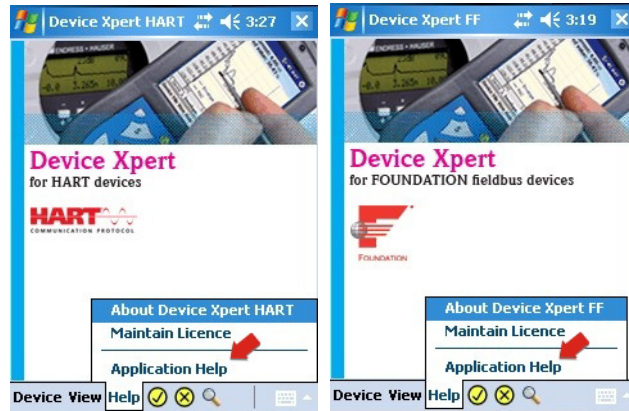 Device Xpert HART 3:27
ENDRESS+HAUSER
Device Xpert
for HART devices
HART
COMMUNICATION PROTOCOL
About Device Xpert HART
Maintain Licence
Application Help
Device View Help
Device Xpert FF 3:19
Device Xpert
for FOUNDATION fieldbus devices
FOUNDATION
About Device Xpert FF
Maintain Licence
Application Help
Device View Help